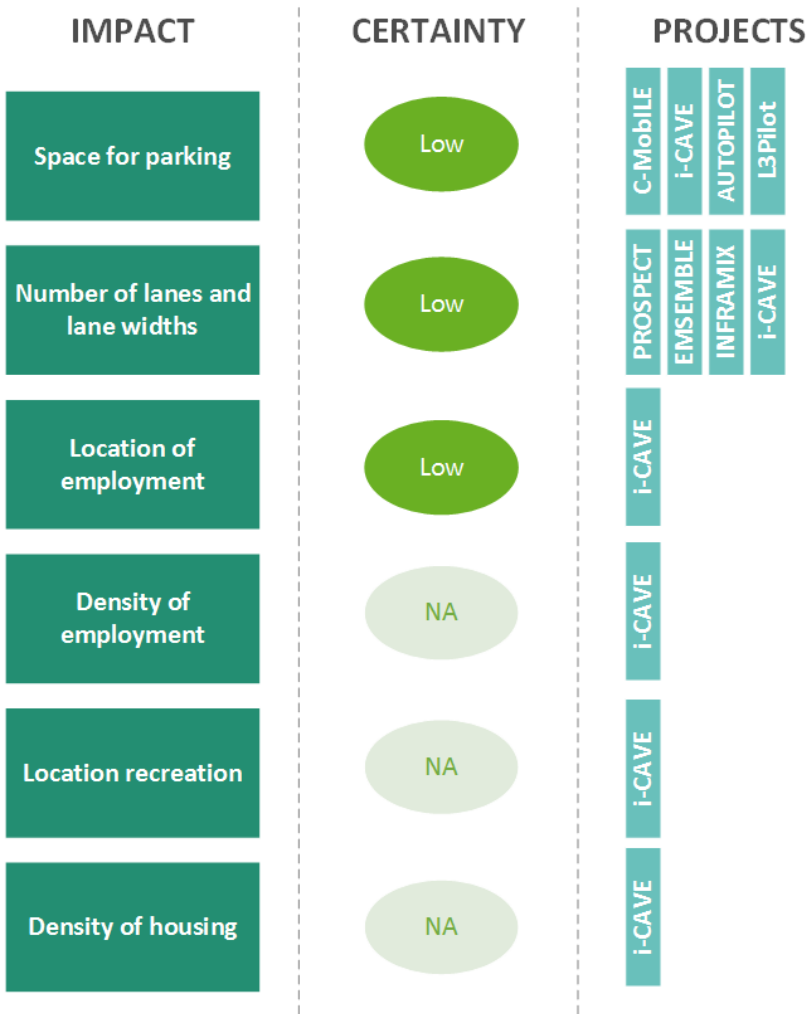 IMPACT
CERTAINTY
PROJECTS
Space for parking
Low
C-MobILE
i-CAVE
AUTOPILOT
L3Pilot
Number of lanes and
lane widths
Low
PROSPECT
EMSEMBLE
INFRAMIX
i-CAVE
Location of
employment
Low
i-CAVE
Density of
employment
NA
i-CAVE
Location recreation
NA
i-CAVE
Density of housing
NA
i-CAVE